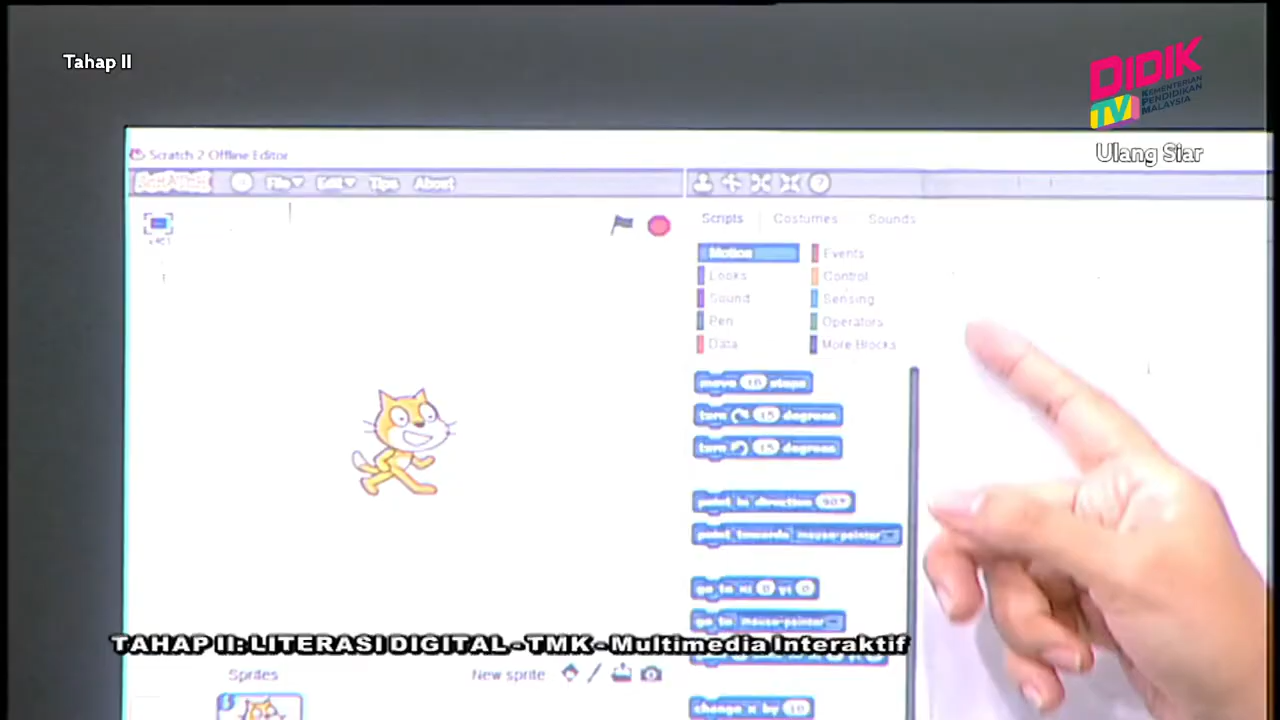 Tahap II
DIDIK
TV
KEMENTERIAN
PENDIDIKAN
MALAYSIA
Ulang Siar
Scratch 2 Offline Editor
SCRATCH
File Edit Tips About
Scripts Costumes Sounds
Motion Events
Looks Control
Sound Sensing
Pen Operators
Data More Blocks
move 10 steps
turn 15 degrees
turn 15 degrees
point in direction 90
point towards mouse-pointer
go to x: 0 y: 0
go to mouse-pointer
TAHAP II: LITERASI DIGITAL - TMK - Multimedia Interaktif
Sprites New sprite
change x by 10